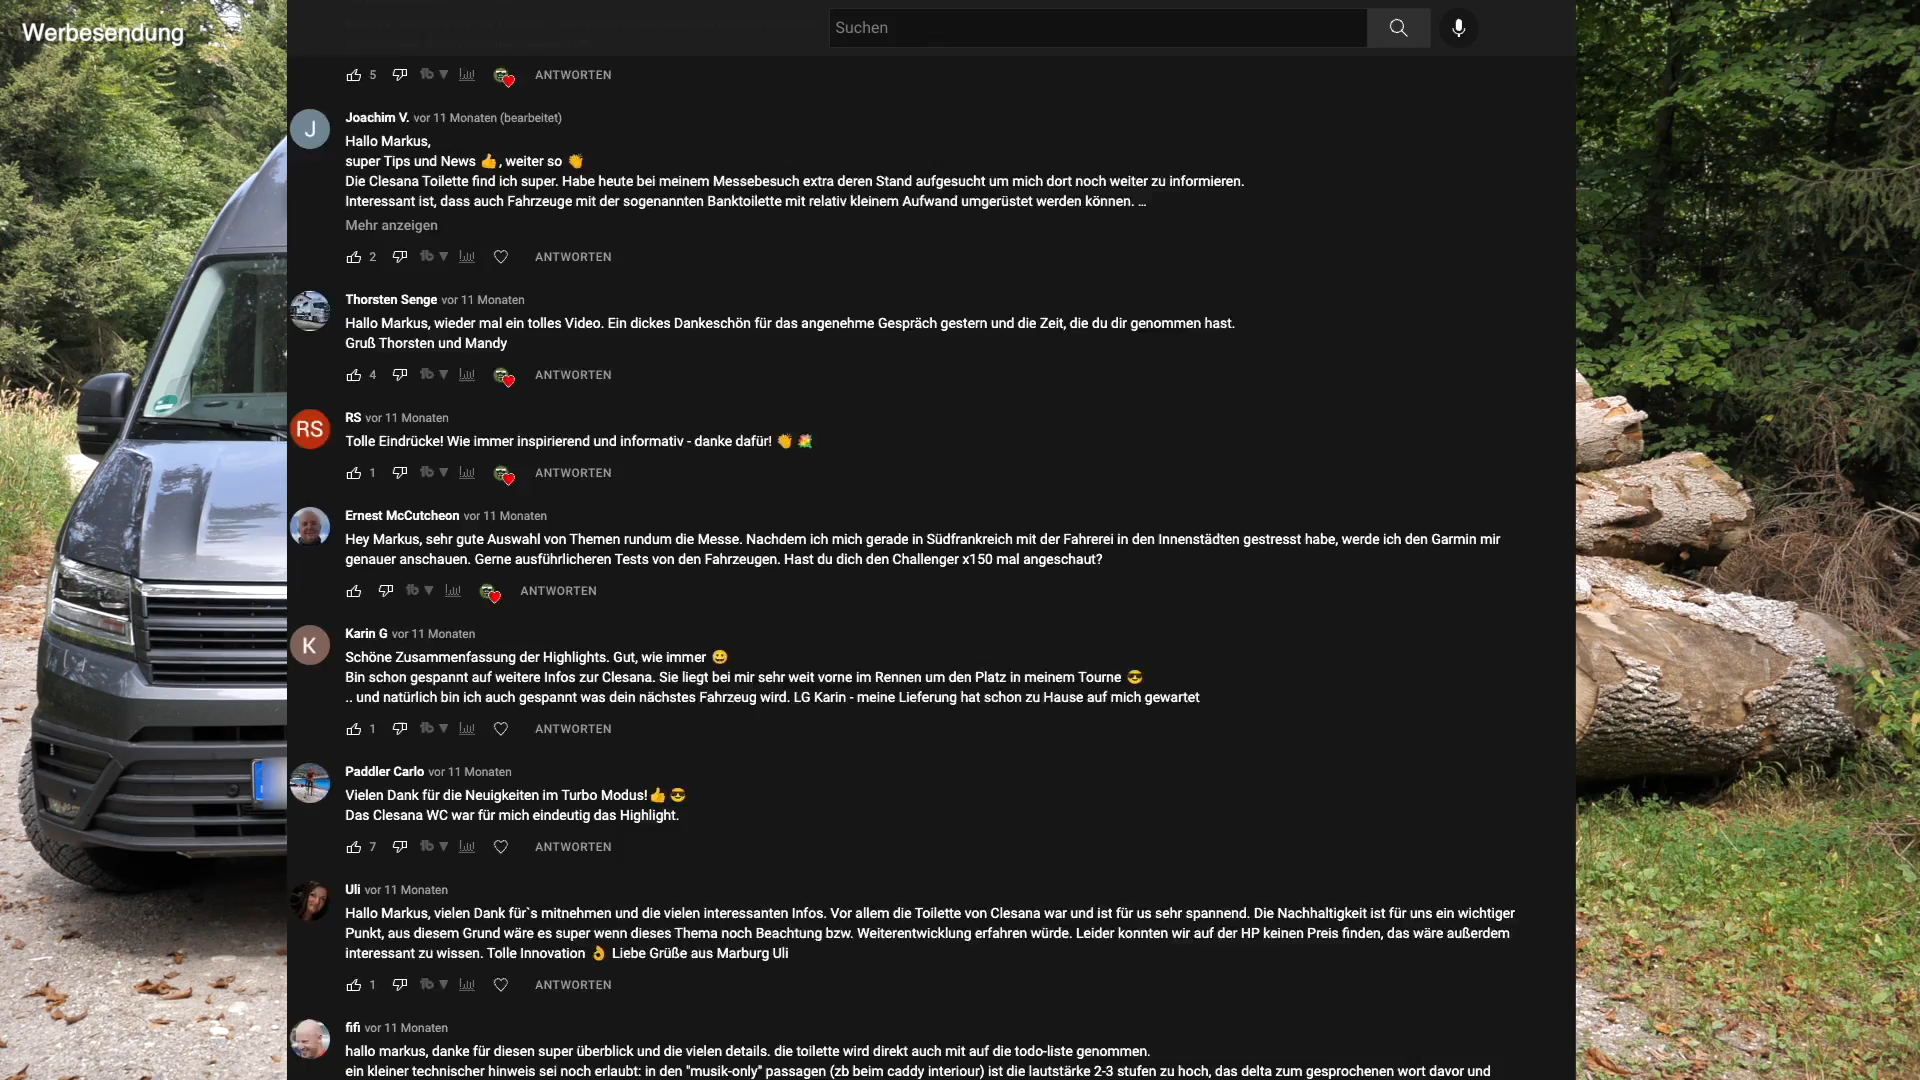 Werbesendung
Suchen
5 ANTWORTEN
J
Joachim V. vor 11 Monaten (bearbeitet)
Hallo Markus,
super Tips und News 👍, weiter so 👏
Die Clesana Toilette find ich super. Habe heute bei meinem Messebesuch extra deren Stand aufgesucht um mich dort noch weiter zu informieren.
Interessant ist, dass auch Fahrzeuge mit der sogenannten Banktoilette mit relativ kleinem Aufwand umgerüstet werden können. ...
Mehr anzeigen
2 ANTWORTEN
Thorsten Senge vor 11 Monaten
Hallo Markus, wieder mal ein tolles Video. Ein dickes Dankeschön für das angenehme Gespräch gestern und die Zeit, die du dir genommen hast.
Gruß Thorsten und Mandy
4 ANTWORTEN
RS
RS vor 11 Monaten
Tolle Eindrücke! Wie immer inspirierend und informativ - danke dafür! 👏 💐
1 ANTWORTEN
Ernest McCutcheon vor 11 Monaten
Hey Markus, sehr gute Auswahl von Themen rundum die Messe. Nachdem ich mich gerade in Südfrankreich mit der Fahrerei in den Innenstädten gestresst habe, werde ich den Garmin mir
genauer anschauen. Gerne ausführlicheren Tests von den Fahrzeugen. Hast du dich den Challenger x150 mal angeschaut?
ANTWORTEN
K
Karin G vor 11 Monaten
Schöne Zusammenfassung der Highlights. Gut, wie immer 😀
Bin schon gespannt auf weitere Infos zur Clesana. Sie liegt bei mir sehr weit vorne im Rennen um den Platz in meinem Tourne 😎
.. und natürlich bin ich auch gespannt was dein nächstes Fahrzeug wird. LG Karin - meine Lieferung hat schon zu Hause auf mich gewartet
1 ANTWORTEN
Paddler Carlo vor 11 Monaten
Vielen Dank für die Neuigkeiten im Turbo Modus!👍 😎
Das Clesana WC war für mich eindeutig das Highlight.
7 ANTWORTEN
Uli vor 11 Monaten
Hallo Markus, vielen Dank für`s mitnehmen und die vielen interessanten Infos. Vor allem die Toilette von Clesana war und ist für us sehr spannend. Die Nachhaltigkeit ist für uns ein wichtiger
Punkt, aus diesem Grund wäre es super wenn dieses Thema noch Beachtung bzw. Weiterentwicklung erfahren würde. Leider konnten wir auf der HP keinen Preis finden, das wäre außerdem
interessant zu wissen. Tolle Innovation 👌 Liebe Grüße aus Marburg Uli
1 ANTWORTEN
fifi vor 11 Monaten
hallo markus, danke für diesen super überblick und die vielen details. die toilette wird direkt auch mit auf die todo-liste genommen.
ein kleiner technischer hinweis sei noch erlaubt: in den "musik-only" passagen (zb beim caddy interiour) ist die lautstärke 2-3 stufen zu hoch, das delta zum gesprochenen wort davor und